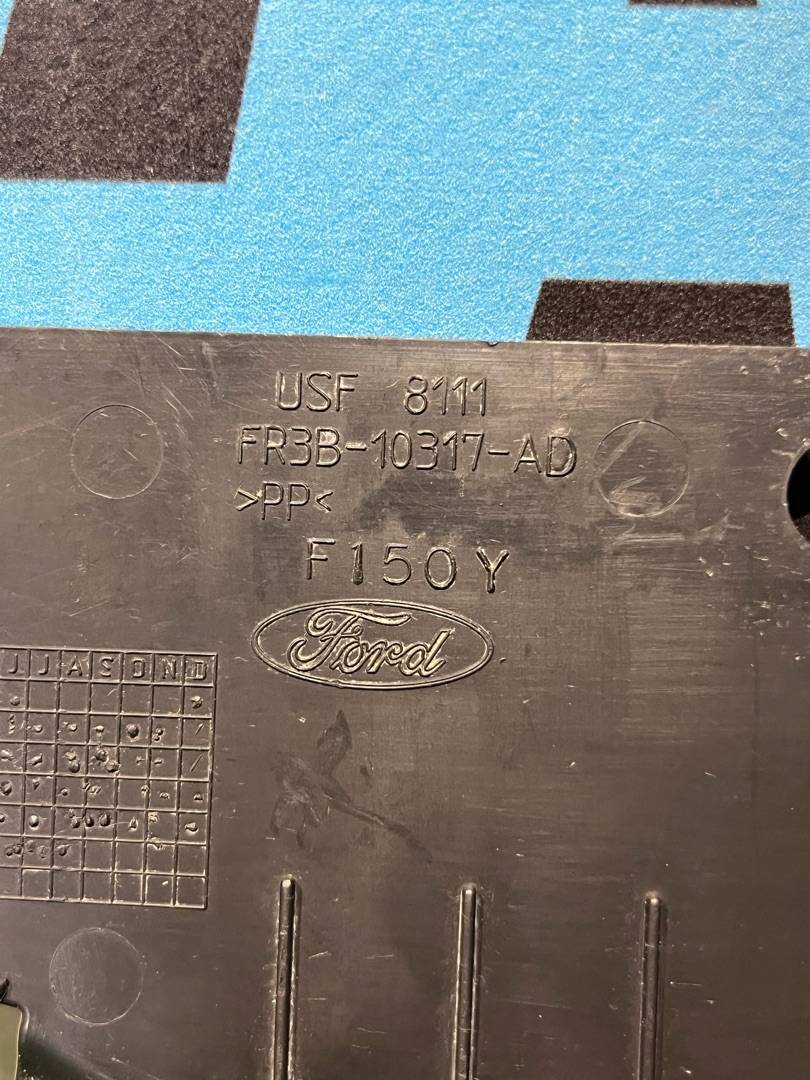 USF 8111
FR3B-10317-AD
>PP<
F150Y
Ford
J J A S O N D